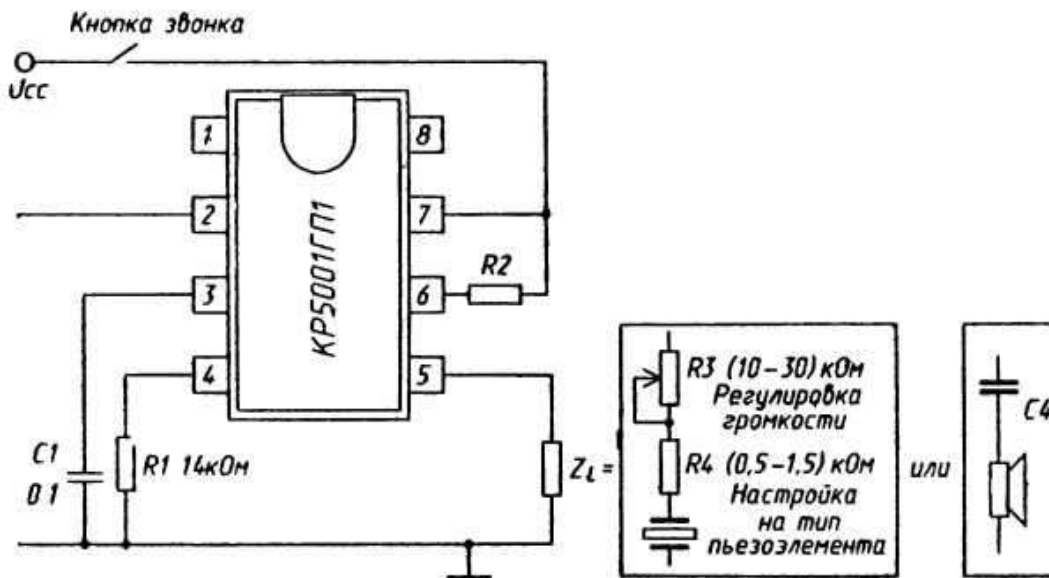 Кнопка звонка
Ucc
1
8
2
7
КР5001ГП1
R2
3
6
4
5
C1
0 1
R1 14кОм
Zι =
R3 (10-30) кОм
Регулировка
громкости
R4 (0,5-1,5) кОм
Настройка
на тип
пьезоэлемента
или
C4